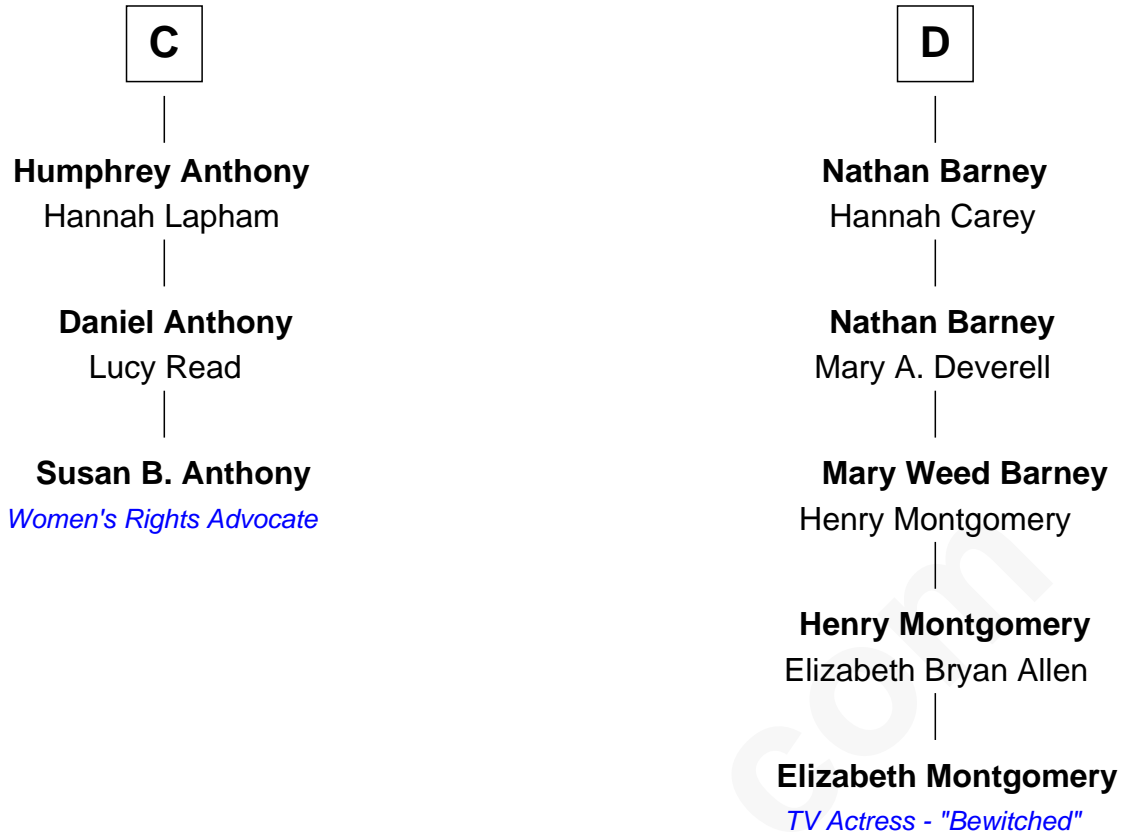 C
Humphrey Anthony
Hannah Lapham
Daniel Anthony
Lucy Read
Susan B. Anthony
Women's Rights Advocate
D
Nathan Barney
Hannah Carey
Nathan Barney
Mary A. Deverell
Mary Weed Barney
Henry Montgomery
Henry Montgomery
Elizabeth Bryan Allen
Elizabeth Montgomery
TV Actress - "Bewitched"
com